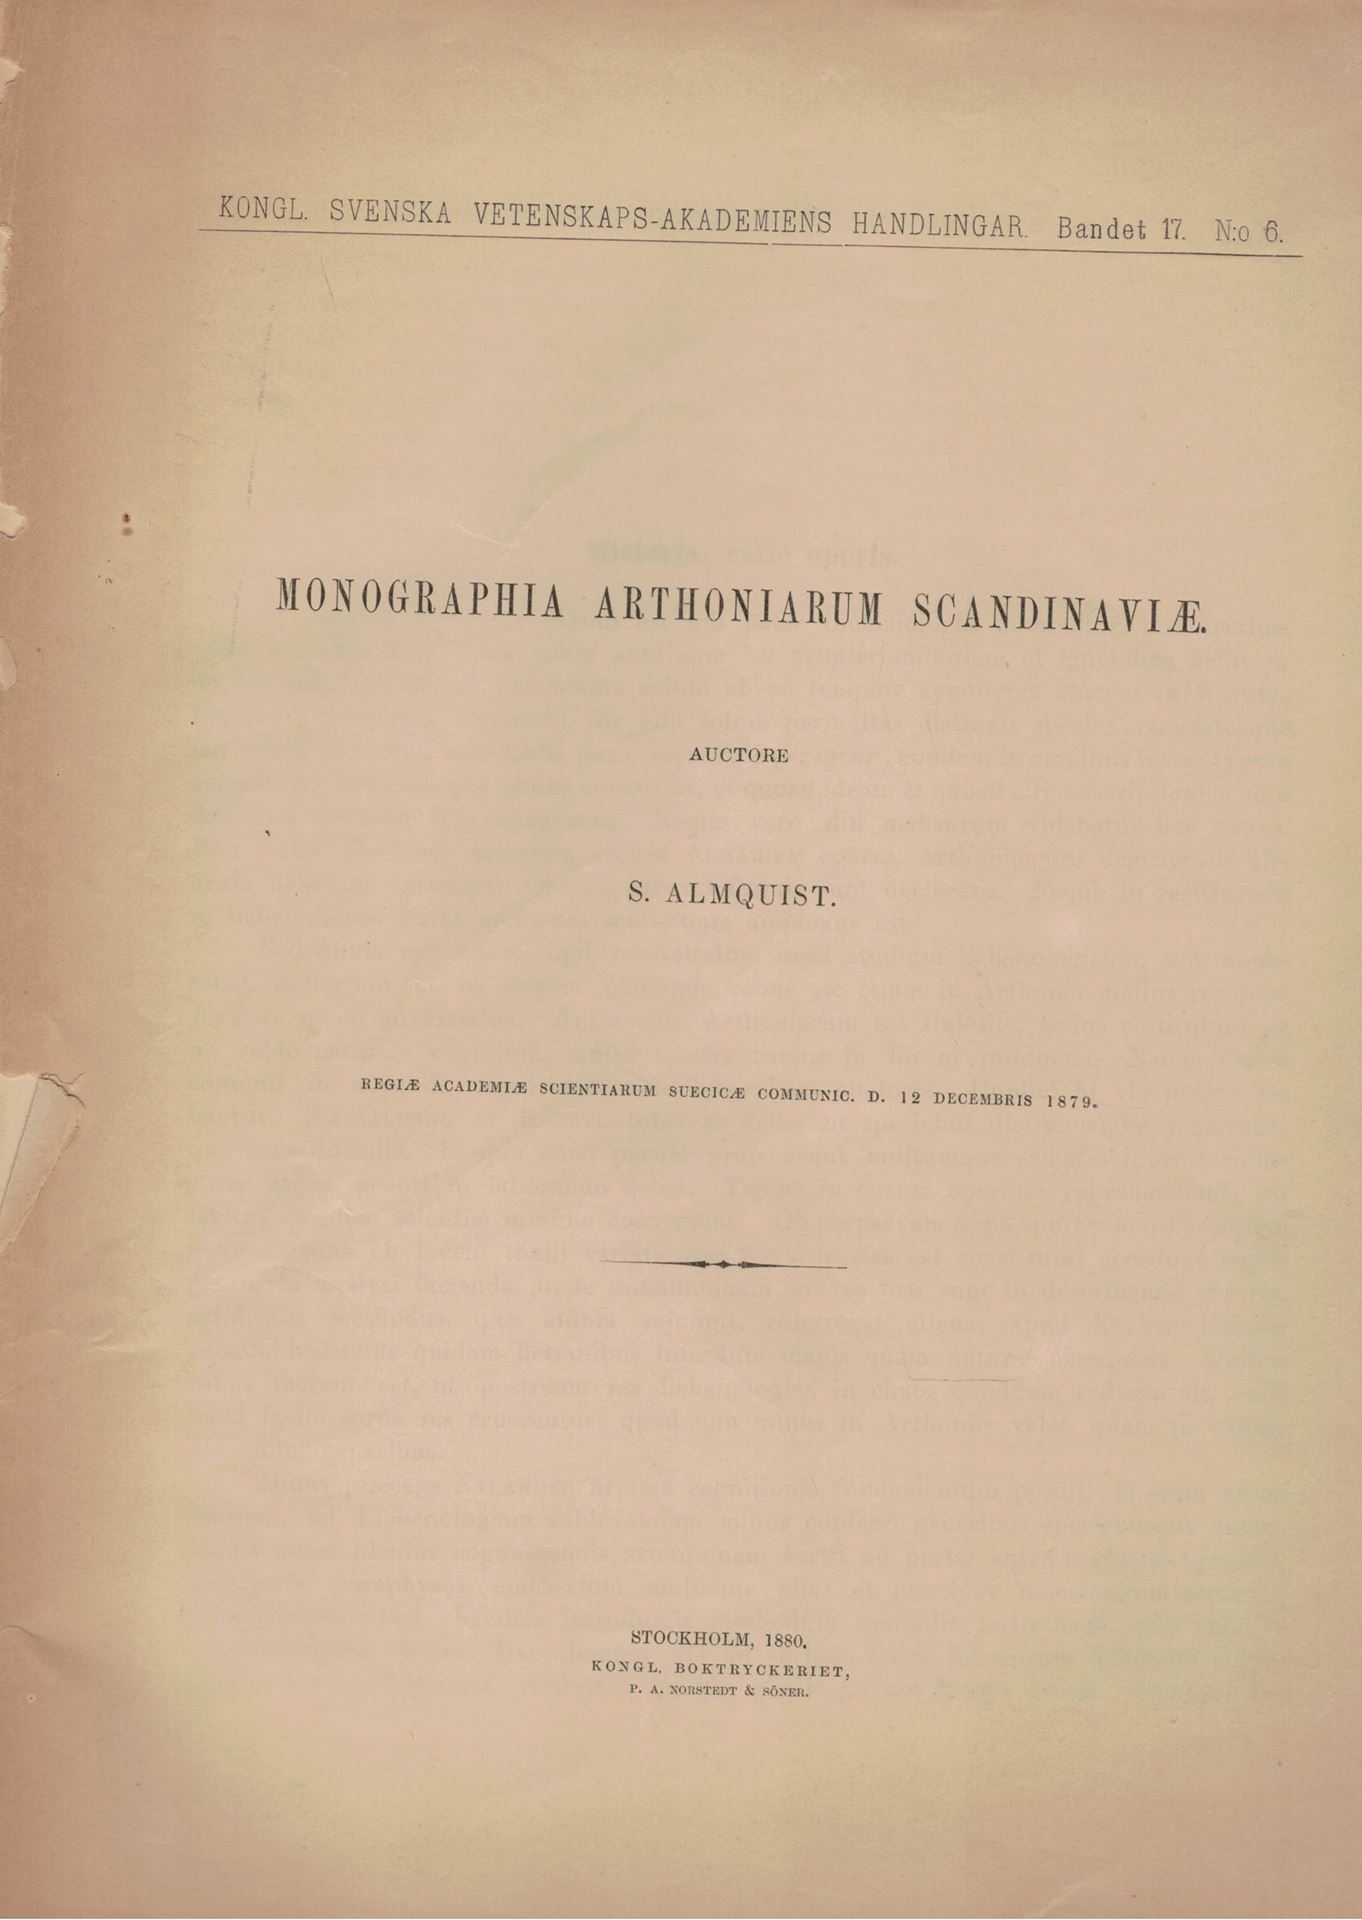 KONGL. SVENSKA VETENSKAPS-AKADEMIENS HANDLINGAR. Bandet 17. N:o 6.
MONOGRAPHIA ARTHONIARUM SCANDINAVIÆ.
AUCTORE
S. ALMQUIST.
REGIÆ ACADEMIÆ SCIENTIARUM SUECICÆ COMMUNIC. D. 12 DECEMBRIS 1879.
STOCKHOLM, 1880.
KONGL. BOKTRYCKERIET,
P. A. NORSTEDT & SÖNER.